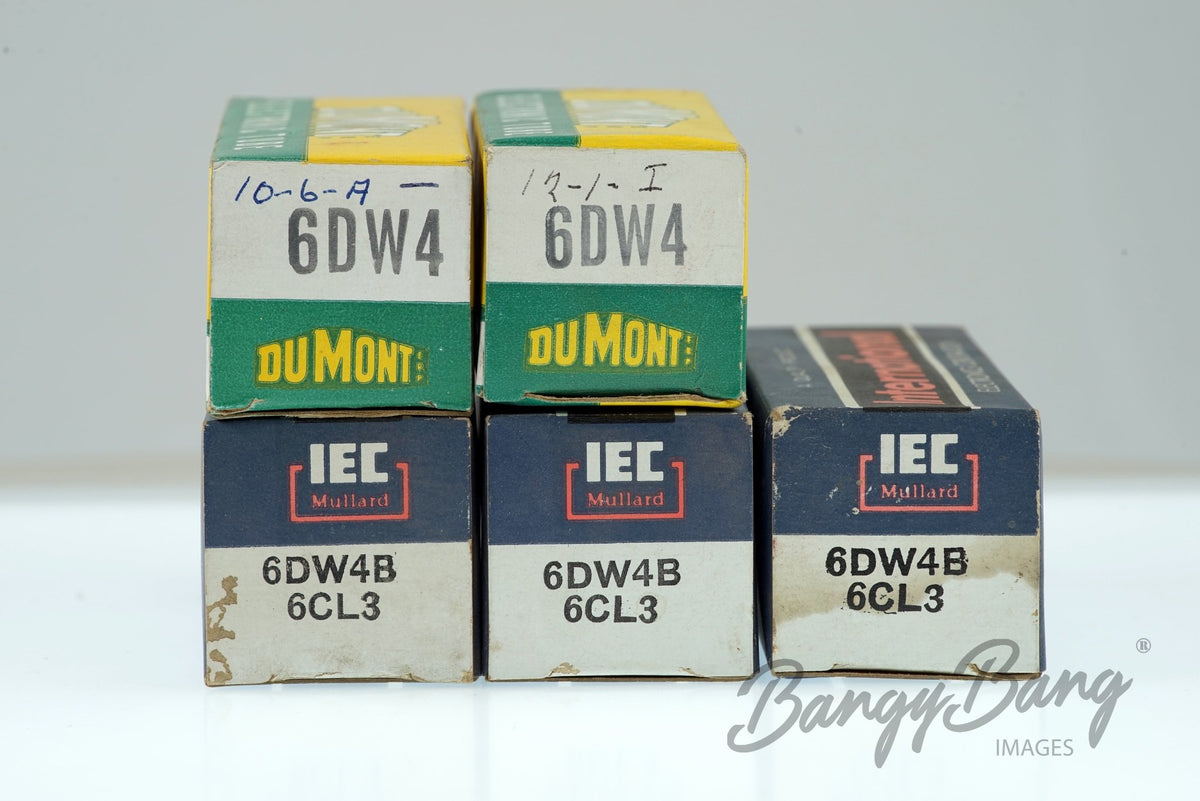 10-6-A —
6DW4
DUMONT
12-1-I
6DW4
DUMONT
International
IEC
Mullard
6DW4B
6CL3
IEC
Mullard
6DW4B
6CL3
IEC
Mullard
6DW4B
6CL3
BangyBang®
IMAGES